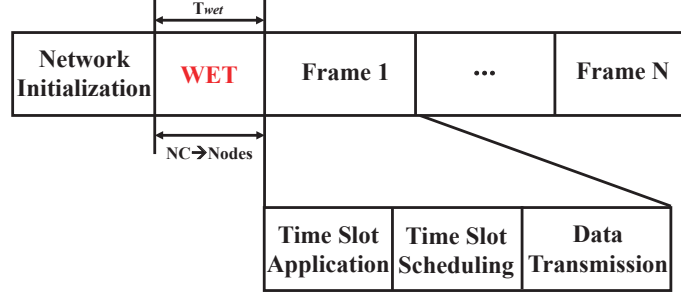 Twet
Network
Initialization
WET
Frame 1
...
Frame N
NC→Nodes
Time Slot
Application
Time Slot
Scheduling
Data
Transmission